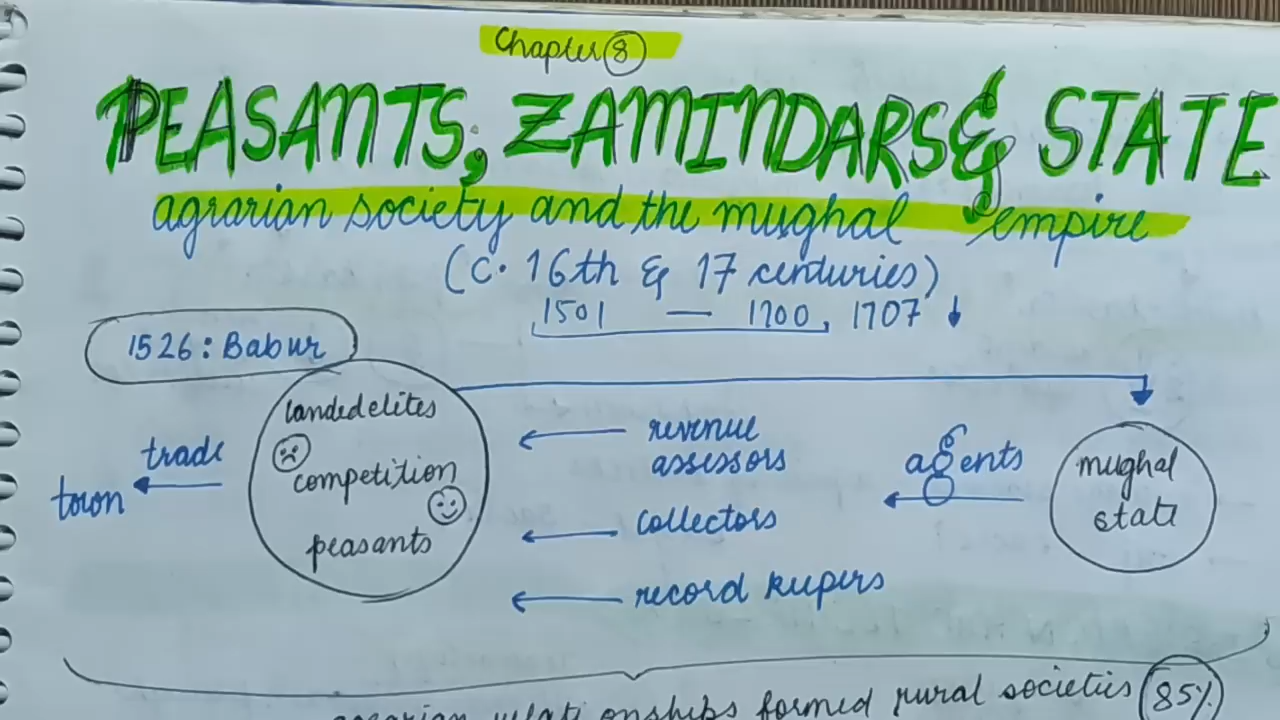 Chapter 8
PEASANTS, ZAMINDARS & STATE
agrarian society and the mughal empire
(C. 16th & 17 centuries)
1501 — 1700, 1707 ↓
1526: Babur
landed elites
competition
peasants
trade
town
revenue
assessors
collectors
record keepers
agents
mughal
state
agrarian relationships formed rural societies 85%